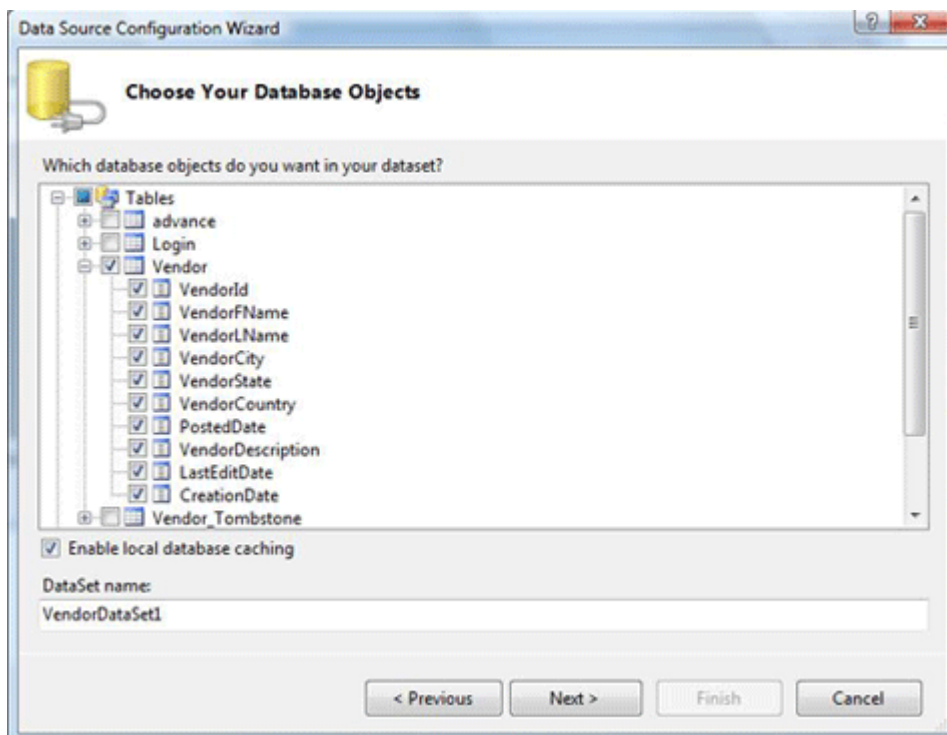 Data Source Configuration Wizard
Choose Your Database Objects
Which database objects do you want in your dataset?
Tables
advance
Login
Vendor
VendorId
VendorFName
VendorLName
VendorCity
VendorState
VendorCountry
PostedDate
VendorDescription
LastEditDate
CreationDate
Vendor_Tombstone
Enable local database caching
DataSet name:
VendorDataSet1
< Previous Next > Finish Cancel